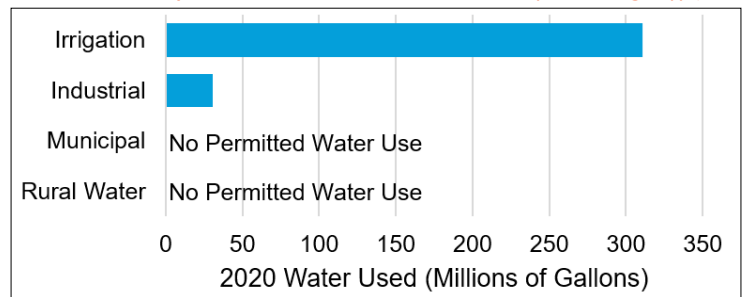 Irrigation
Industrial
Municipal No Permitted Water Use
Rural Water No Permitted Water Use
0 50 100 150 200 250 300 350
2020 Water Used (Millions of Gallons)